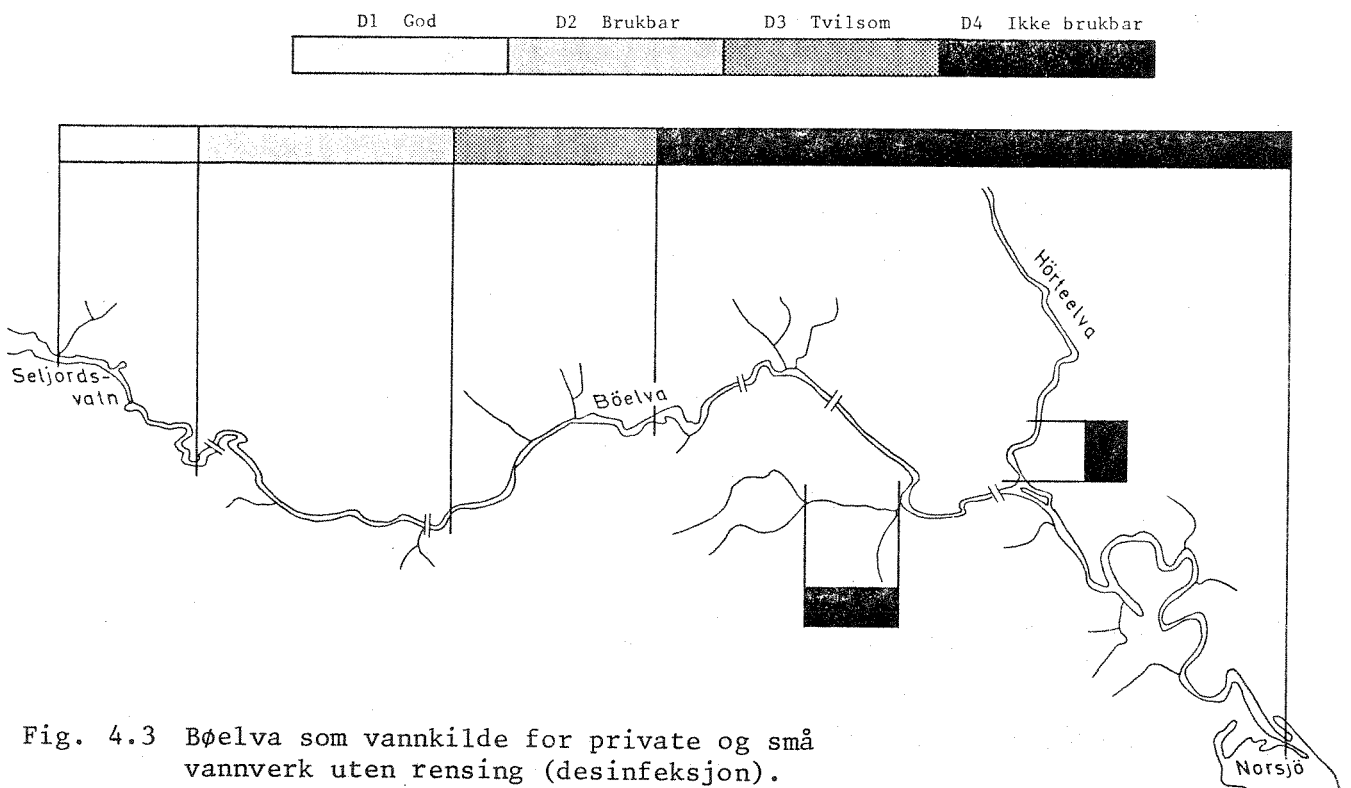 D1 God D2 Brukbar D3 Tvilsom D4 Ikke brukbar
Hörteelva
Seljords-
vatn
Böelva
Norsjö
Fig. 4.3 Bøelva som vannkilde for private og små
vannverk uten rensing (desinfeksjon).